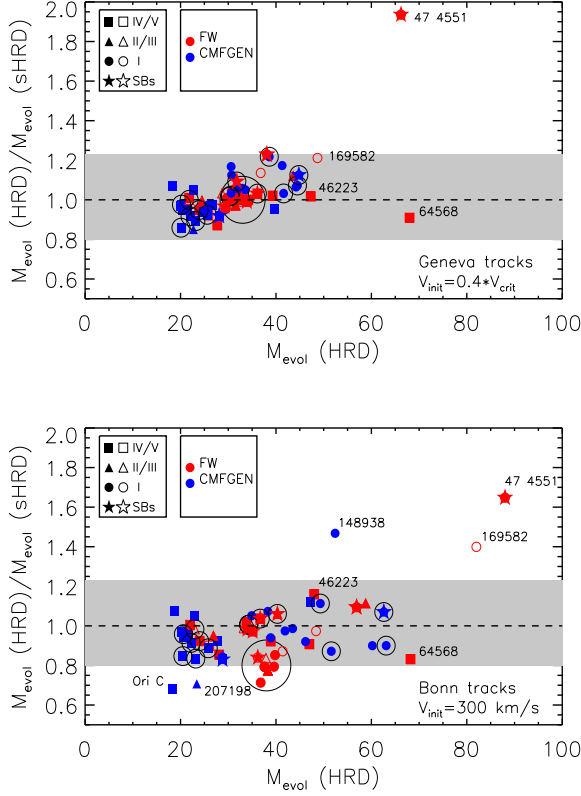 2.0
1.8
1.6
1.4
1.2
1.0
0.8
0.6
M_evol (HRD)/M_evol (sHRD)
IV/V
II/III
I
SBs
FW
CMFGEN
47 4551
169582
46223
64568
Geneva tracks
V_init=0.4*V_crit
0 20 40 60 80 100
M_evol (HRD)
2.0
1.8
1.6
1.4
1.2
1.0
0.8
0.6
M_evol (HRD)/M_evol (sHRD)
IV/V
II/III
I
SBs
FW
CMFGEN
47 4551
148938
169582
46223
64568
Ori C
207198
Bonn tracks
V_init=300 km/s
0 20 40 60 80 100
M_evol (HRD)